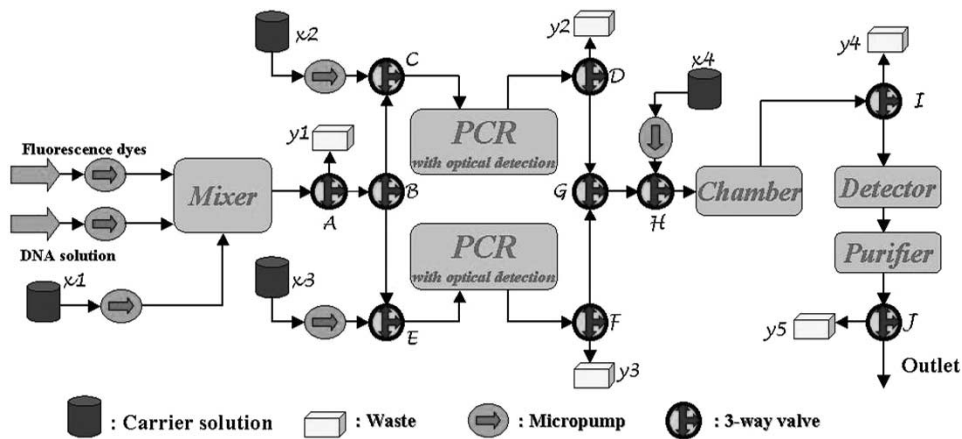 x2
C
y2
D
x4
y4
I
Fluorescence dyes
Mixer
DNA solution
x1
y1
A
B
PCR
with optical detection
G
H
Chamber
Detector
Purifier
x3
E
PCR
with optical detection
F
y3
y5
J
Outlet
: Carrier solution
: Waste
: Micropump
: 3-way valve